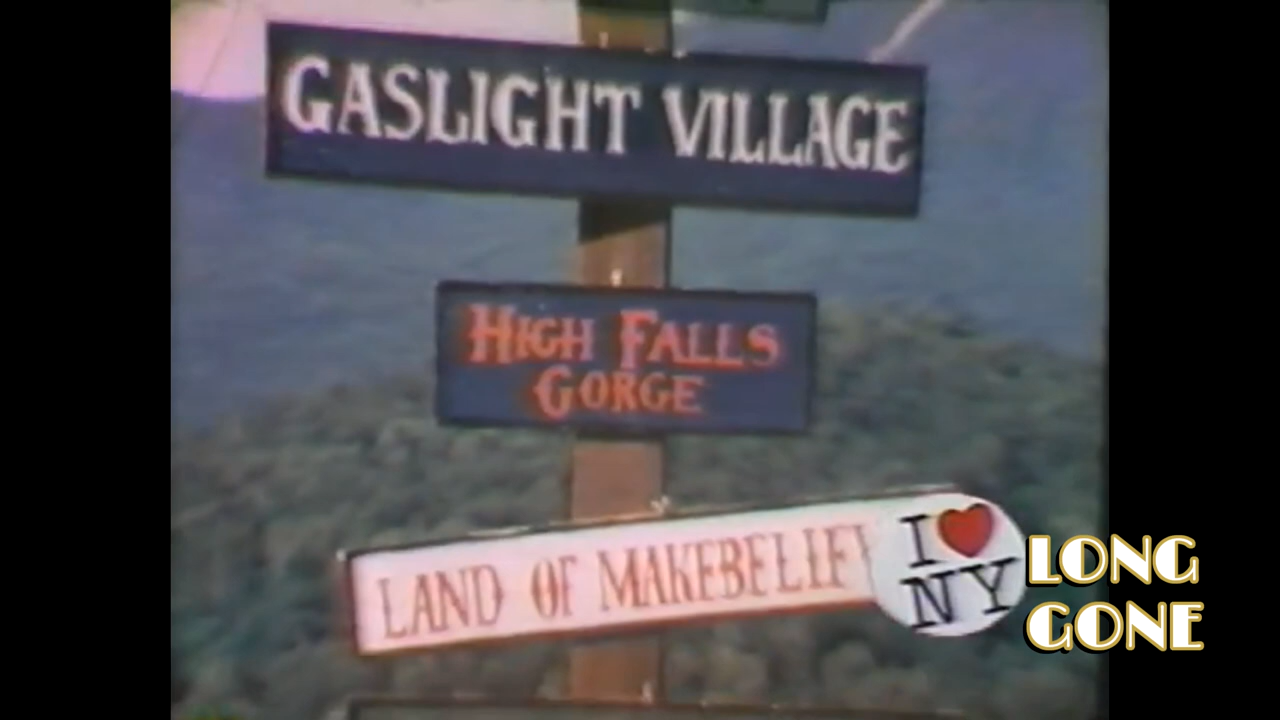 GASLIGHT VILLAGE
HIGH FALLS
GORGE
LAND OF MAKEBELIEF
I ❤ NY
LONG
GONE